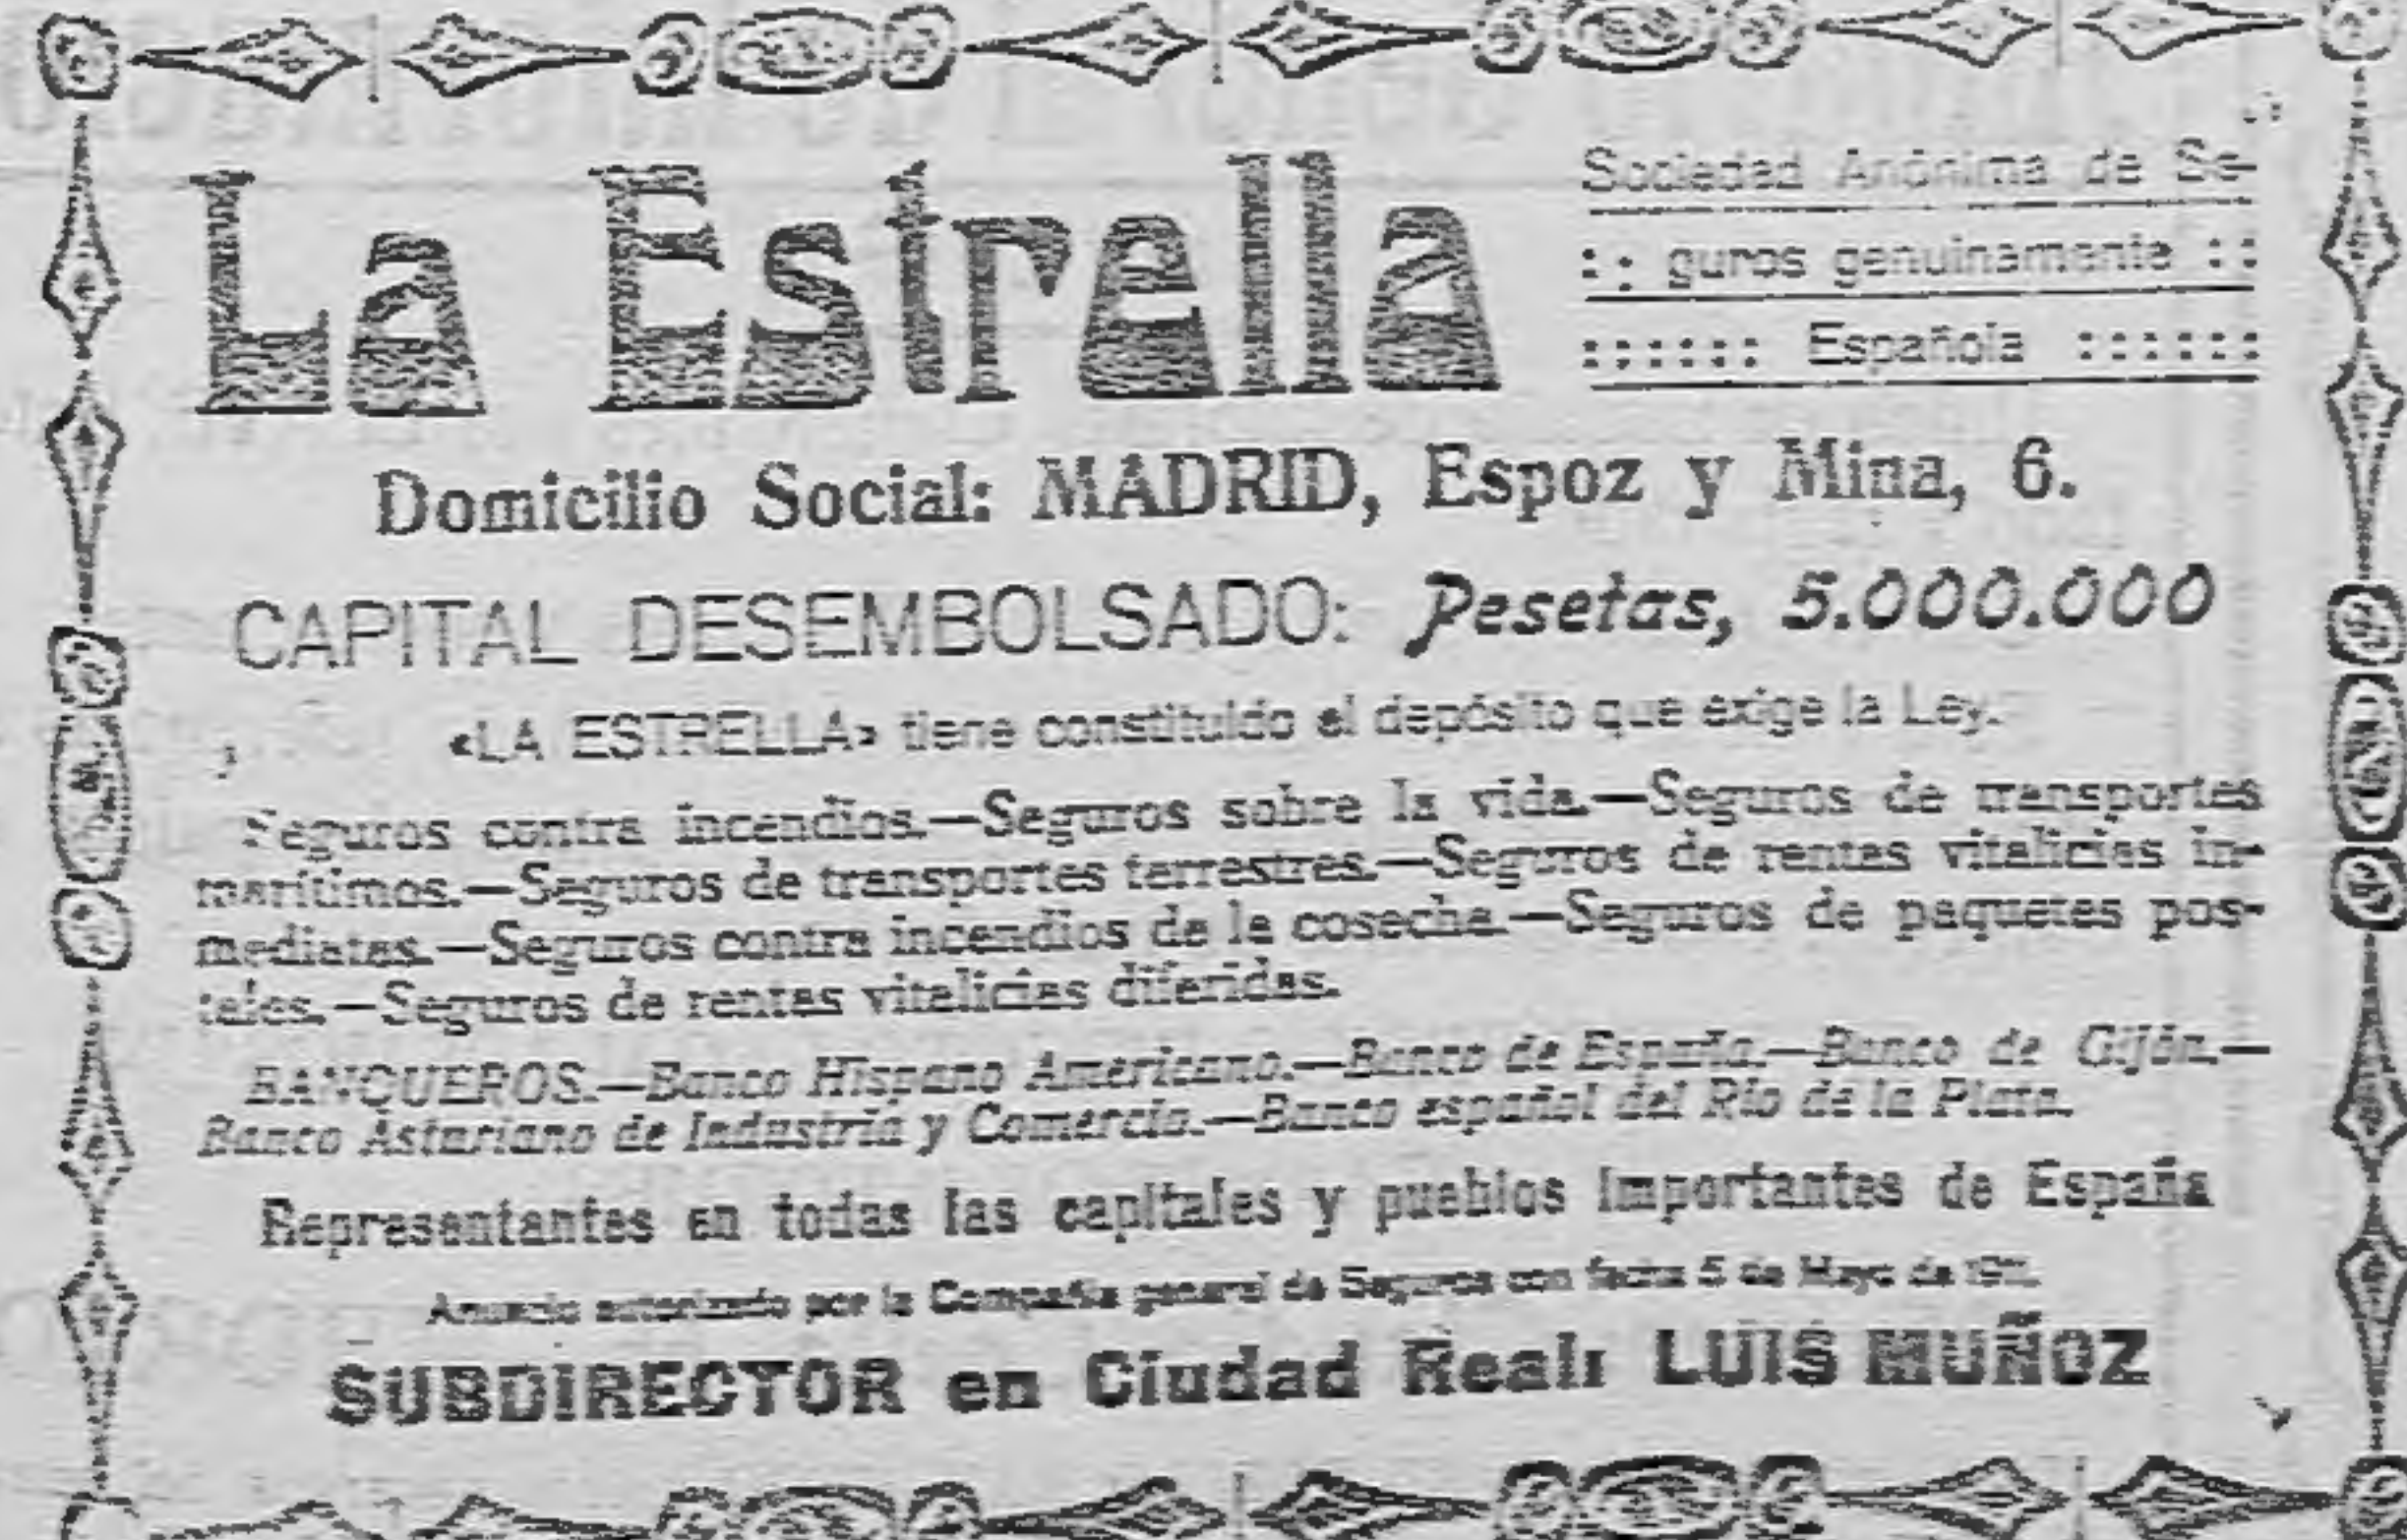 La Estrella
Sociedad Anónima de Se-
:: guros genuinamente ::
:::::: Española ::::::
Domicilio Social: MADRID, Espoz y Mina, 6.
CAPITAL DESEMBOLSADO: Pesetas, 5.000.000
«LA ESTRELLA» tiene constituído el depósito que exige la Ley.
Seguros contra incendios.—Seguros sobre la vida.—Seguros de transportes
marítimos.—Seguros de transportes terrestres.—Seguros de rentas vitalicias in-
mediatas.—Seguros contra incendios de la cosecha.—Seguros de paquetes pos-
tales.—Seguros de rentas vitalicias diferidas.
BANQUEROS.—Banco Hispano Americano.—Banco de España.—Banco de Gijón.—
Banco Asturiano de Industria y Comercio.—Banco español del Río de la Plata.
Representantes en todas las capitales y pueblos importantes de España
Anuncio autorizado por la Compañía general de Seguros con fecha 5 de Mayo de
SUBDIRECTOR en Ciudad Real: LUIS MUÑOZ